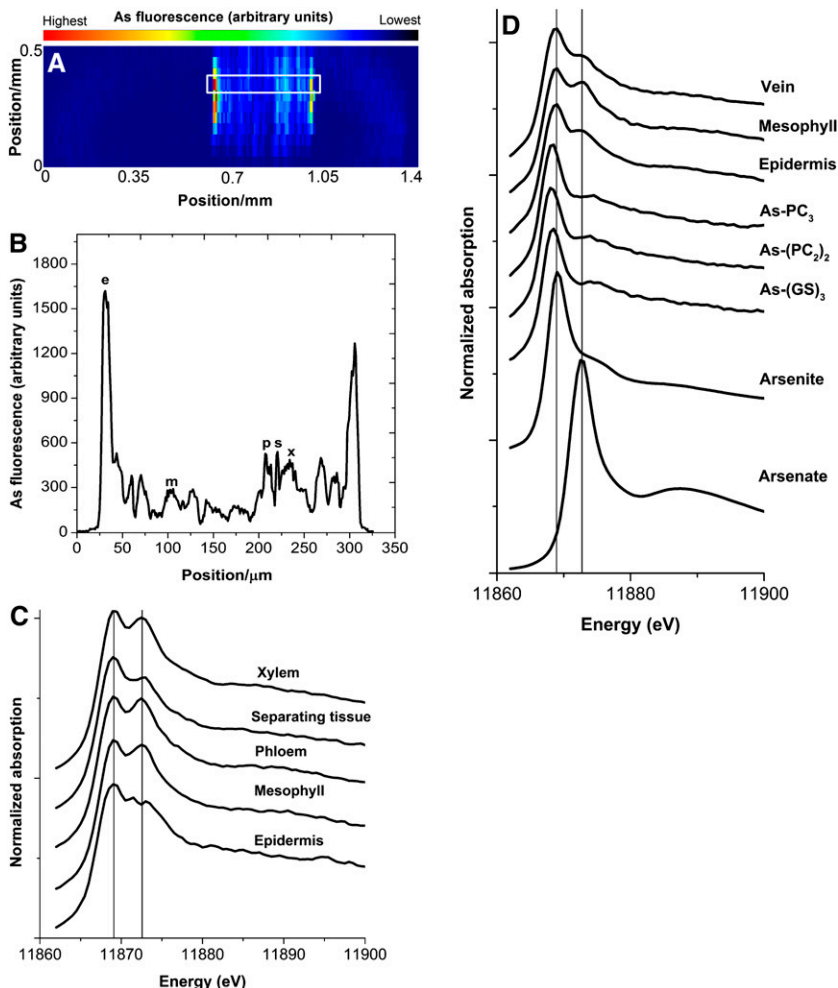 Highest
As fluorescence (arbitrary units)
Lowest
A
Position/mm
0.5
0
0 0.35 0.7 1.05 1.4
Position/mm
B
As fluorescence (arbitrary units)
1800
1500
1200
900
600
300
0
e
m
p s x
0 50 100 150 200 250 300 350
Position/μm
C
Normalized absorption
Xylem
Separating tissue
Phloem
Mesophyll
Epidermis
11860 11870 11880 11890 11900
Energy (eV)
D
Normalized absorption
Vein
Mesophyll
Epidermis
As-PC₃
As-(PC₂)₂
As-(GS)₃
Arsenite
Arsenate
11860 11880 11900
Energy (eV)